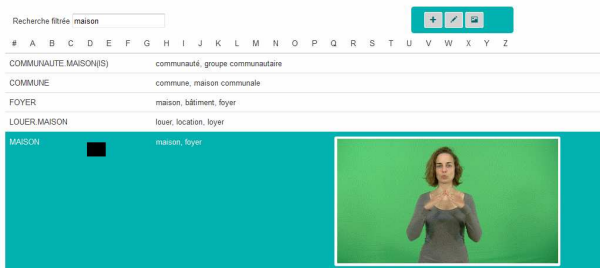 Recherche filtrée maison
# A B C D E F G H I J K L M N O P Q R S T U V W X Y Z
COMMUNAUTE.MAISON(IS) communauté, groupe communautaire
COMMUNE commune, maison communale
FOYER maison, bâtiment, foyer
LOUER.MAISON louer, location, loyer
MAISON maison, foyer